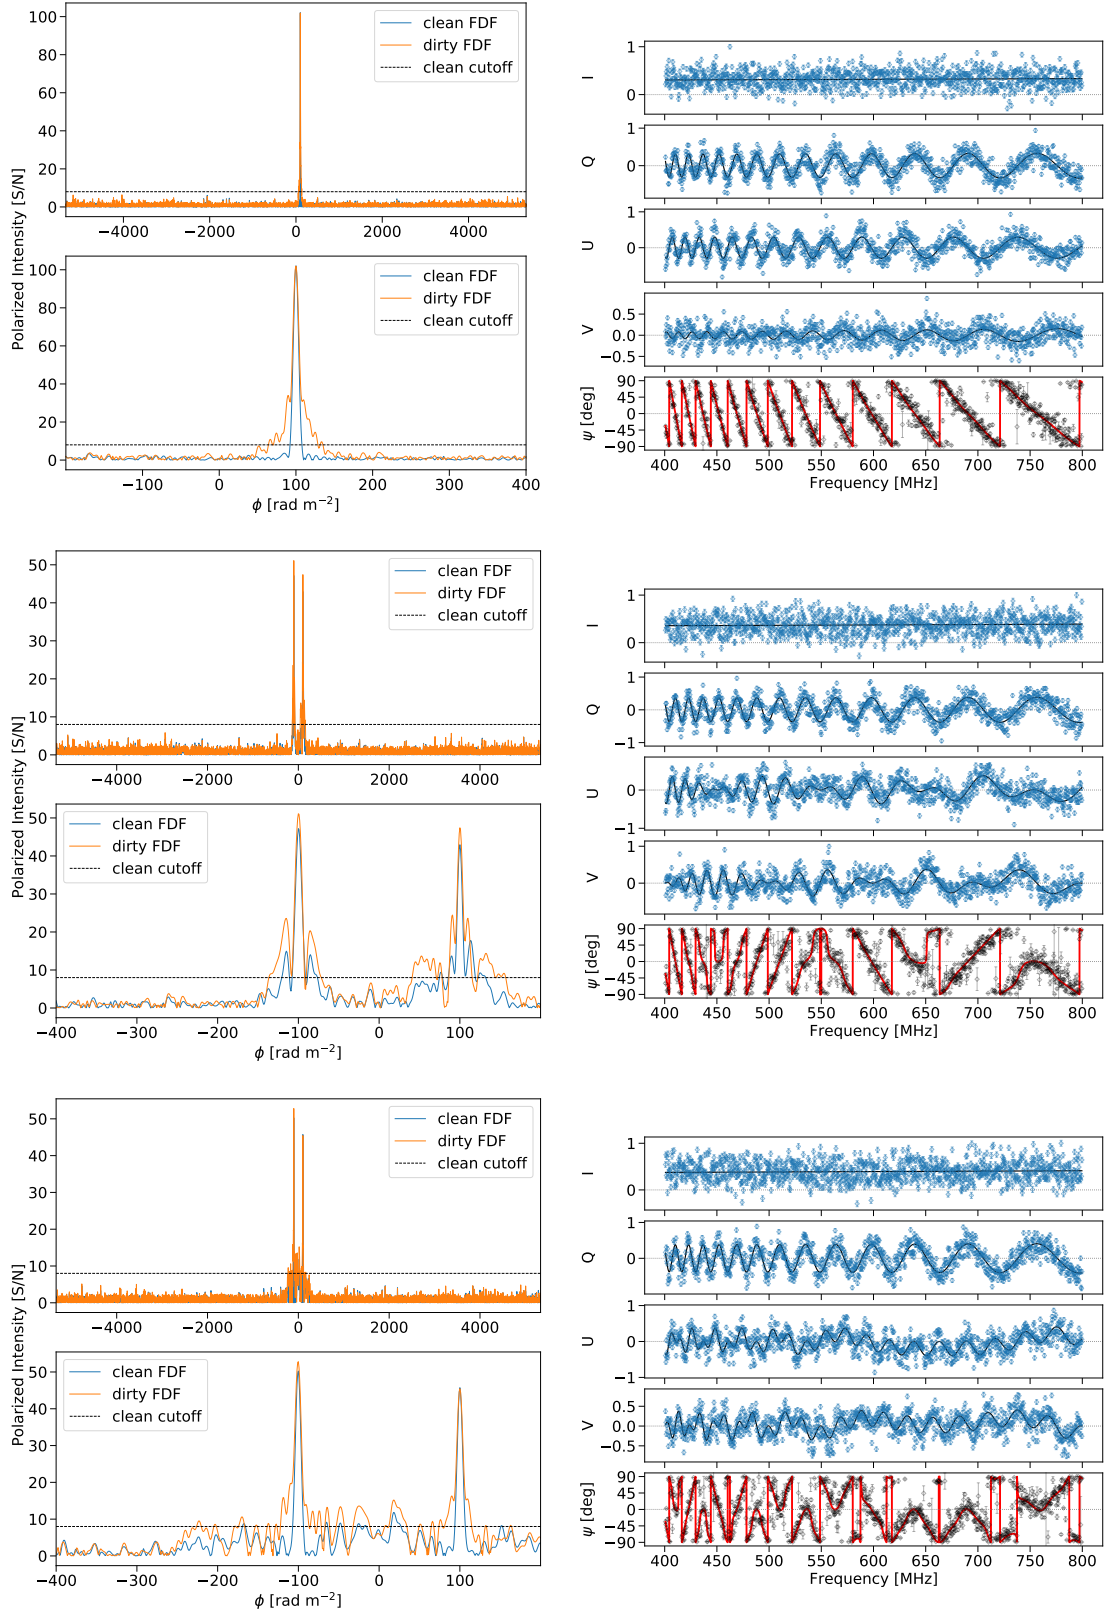 clean FDF
dirty FDF
clean cutoff
100
80
60
40
20
0
−4000 −2000 0 2000 4000
clean FDF
dirty FDF
clean cutoff
100
80
60
40
20
0
−100 0 100 200 300 400
ϕ [rad m−2]
Polarized Intensity [S/N]
I
1
0
Q
1
0
U
1
0
V
0.5
0.0
−0.5
ψ [deg]
90
45
0
−45
−90
400 450 500 550 600 650 700 750 800
Frequency [MHz]
clean FDF
dirty FDF
clean cutoff
50
40
30
20
10
0
−4000 −2000 0 2000 4000
clean FDF
dirty FDF
clean cutoff
50
40
30
20
10
0
−400 −300 −200 −100 0 100
ϕ [rad m−2]
Polarized Intensity [S/N]
I
1
0
Q
1
0
−1
U
1
0
−1
V
1
0
ψ [deg]
90
45
0
−45
−90
400 450 500 550 600 650 700 750 800
Frequency [MHz]
clean FDF
dirty FDF
clean cutoff
50
40
30
20
10
0
−4000 −2000 0 2000 4000
clean FDF
dirty FDF
clean cutoff
50
40
30
20
10
0
−400 −300 −200 −100 0 100
ϕ [rad m−2]
Polarized Intensity [S/N]
I
1
0
Q
1
0
U
1
0
−1
V
0.5
0.0
−0.5
ψ [deg]
90
45
0
−45
−90
400 450 500 550 600 650 700 750 800
Frequency [MHz]